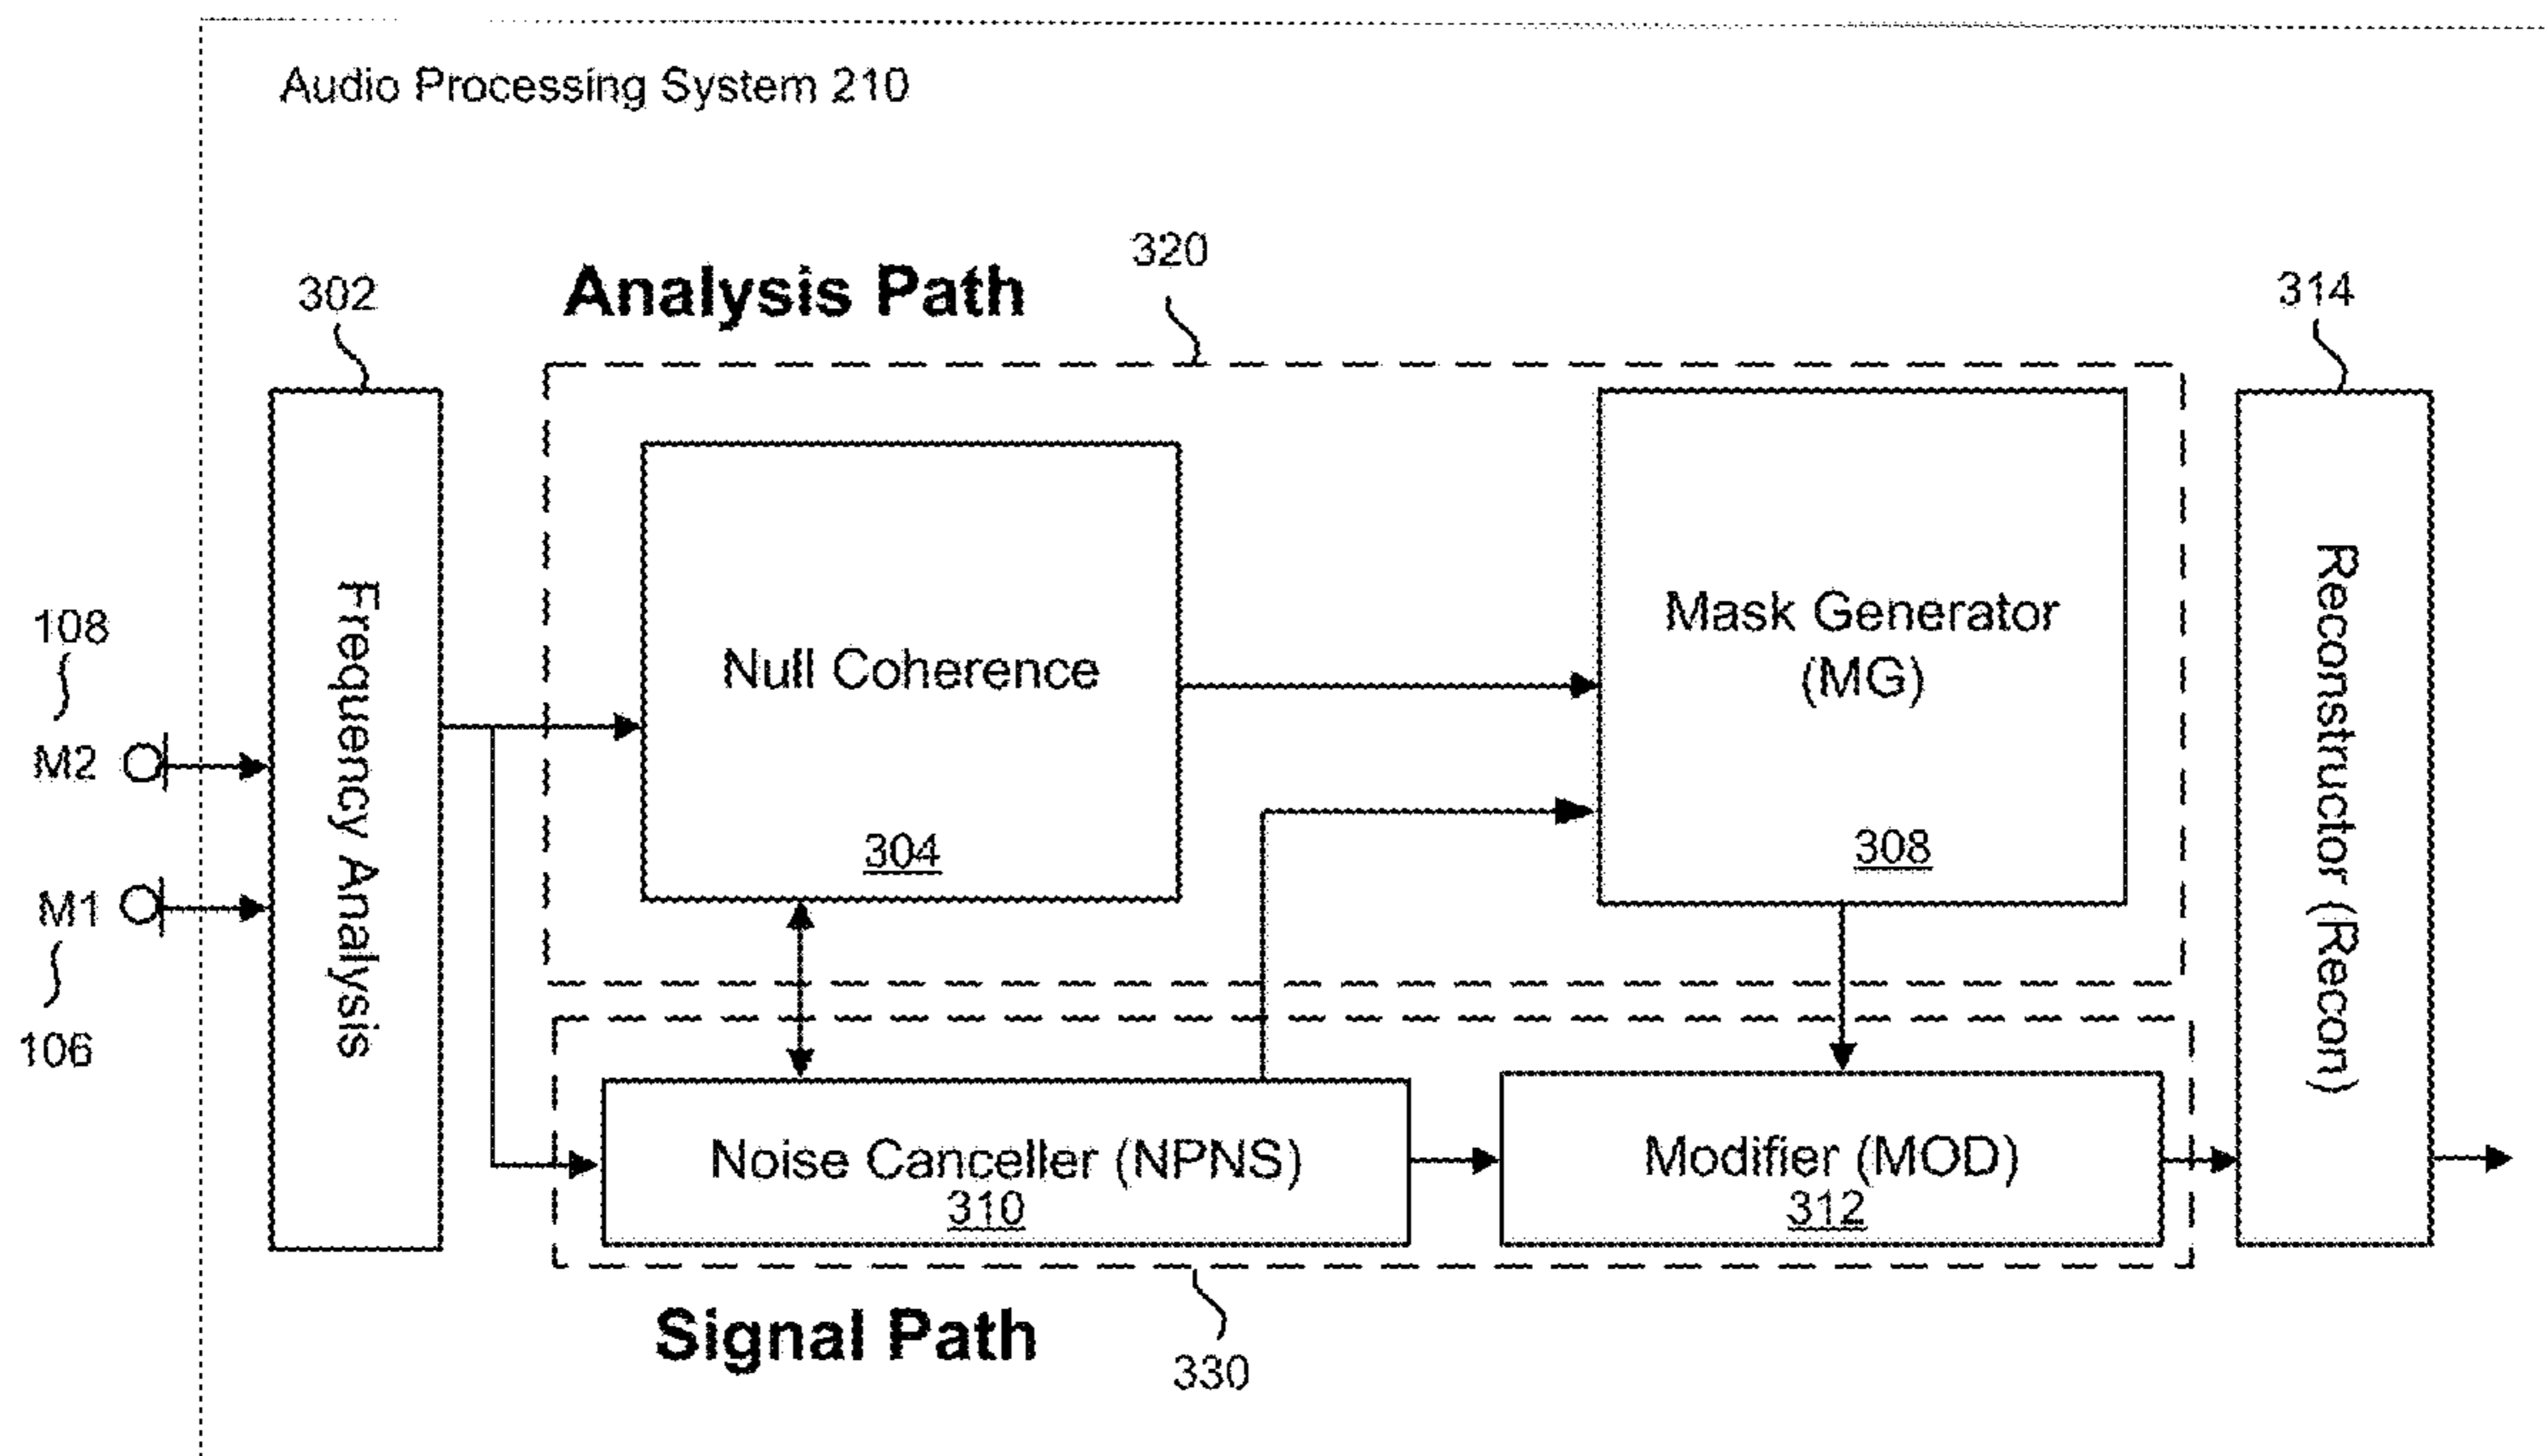 Audio Processing System 210
320
302
Analysis Path
314
Frequency Analysis
Null Coherence
304
Mask Generator
(MG)
308
Reconstructor (Recon)
108
M2
M1
106
Noise Canceller (NPNS)
310
Modifier (MOD)
312
Signal Path
330